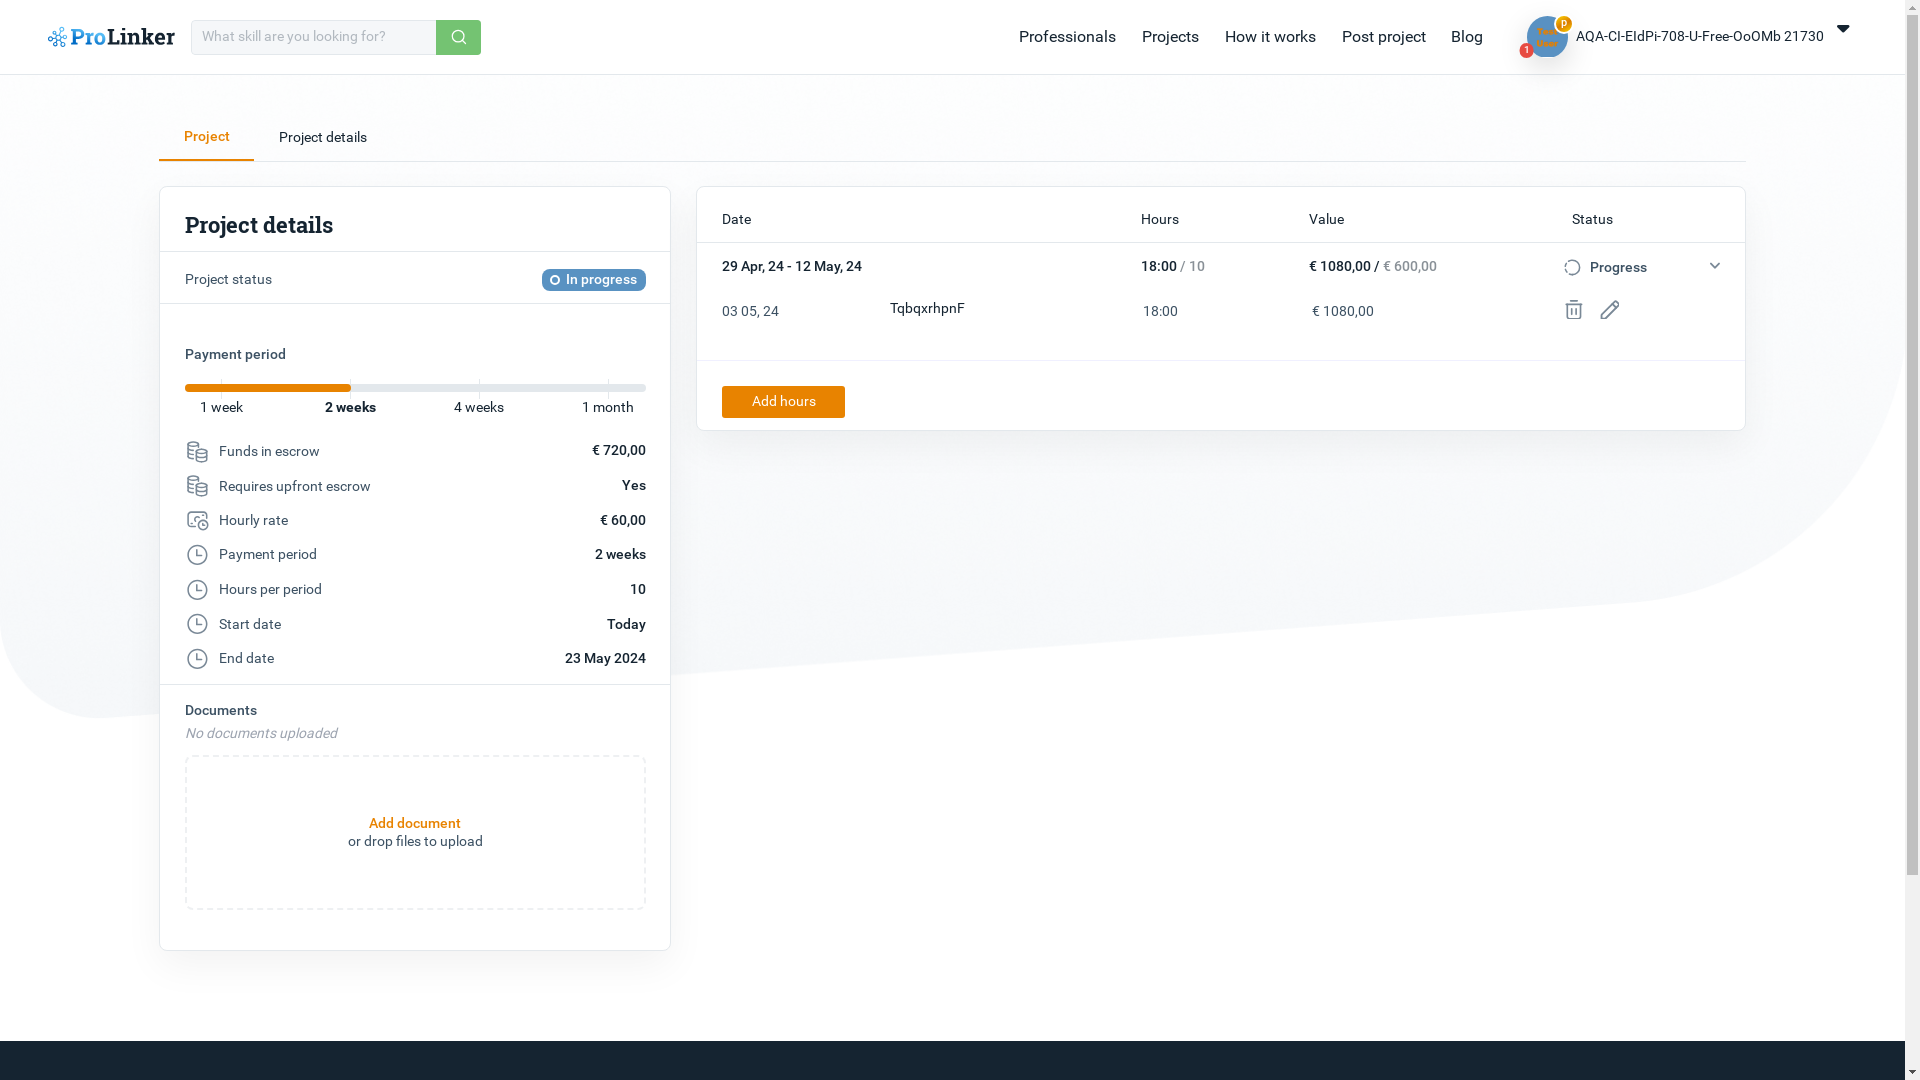 ProLinker
What skill are you looking for?
Professionals
Projects
How it works
Post project
Blog
p
1
AQA-CI-EIdPi-708-U-Free-OoOMb 21730
Project
Project details
Project details
Project status
In progress
Payment period
1 week
2 weeks
4 weeks
1 month
Funds in escrow
€ 720,00
Requires upfront escrow
Yes
Hourly rate
€ 60,00
Payment period
2 weeks
Hours per period
10
Start date
Today
End date
23 May 2024
Documents
No documents uploaded
Add document
or drop files to upload
Date
Hours
Value
Status
29 Apr, 24 - 12 May, 24
18:00 / 10
€ 1080,00 / € 600,00
Progress
03 05, 24
TqbqxrhpnF
18:00
€ 1080,00
Add hours